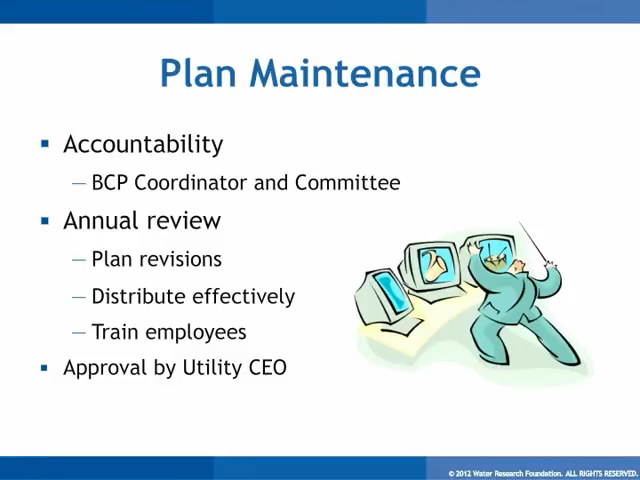 Plan Maintenance
▪ Accountability
— BCP Coordinator and Committee
▪ Annual review
— Plan revisions
— Distribute effectively
— Train employees
▪ Approval by Utility CEO
© 2012 Water Research Foundation. ALL RIGHTS RESERVED.